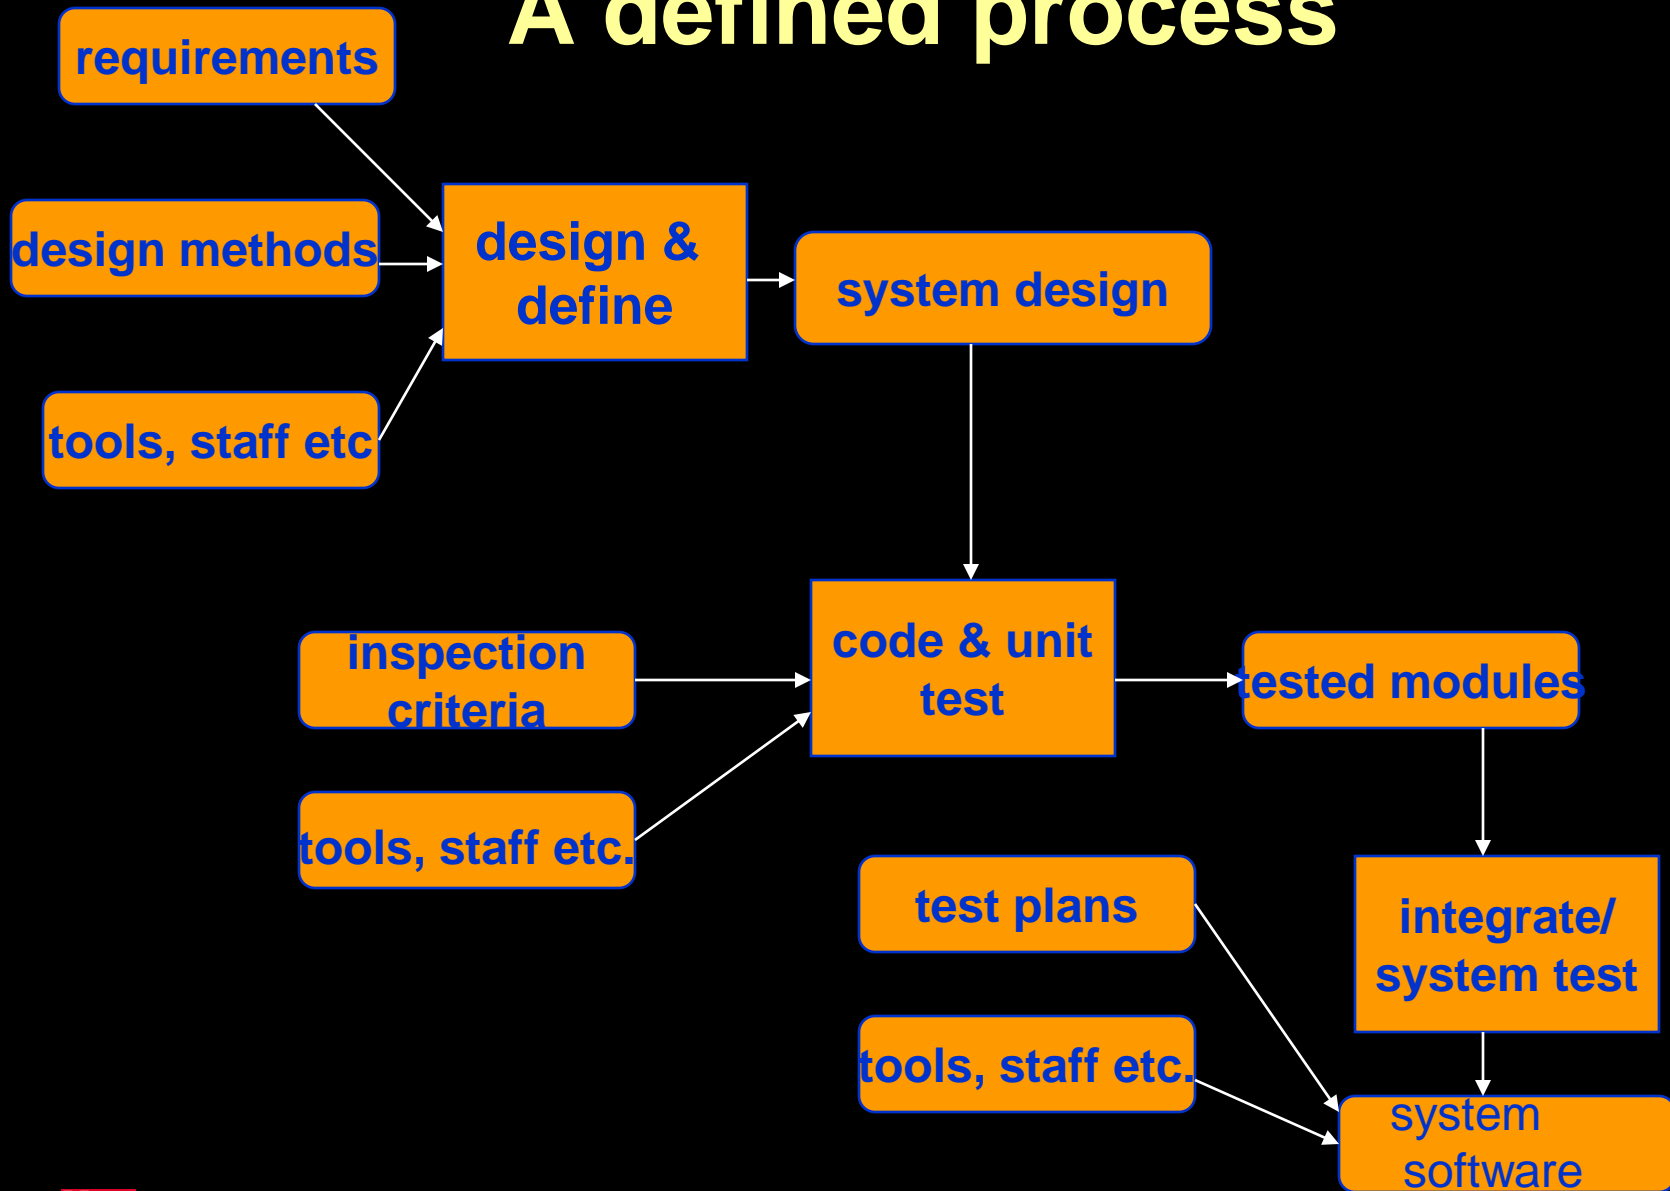 A defined process
requirements
design methods
design &
define
system design
tools, staff etc
inspection
criteria
code & unit
test
tested modules
tools, staff etc.
test plans
integrate/
system test
tools, staff etc.
system
software